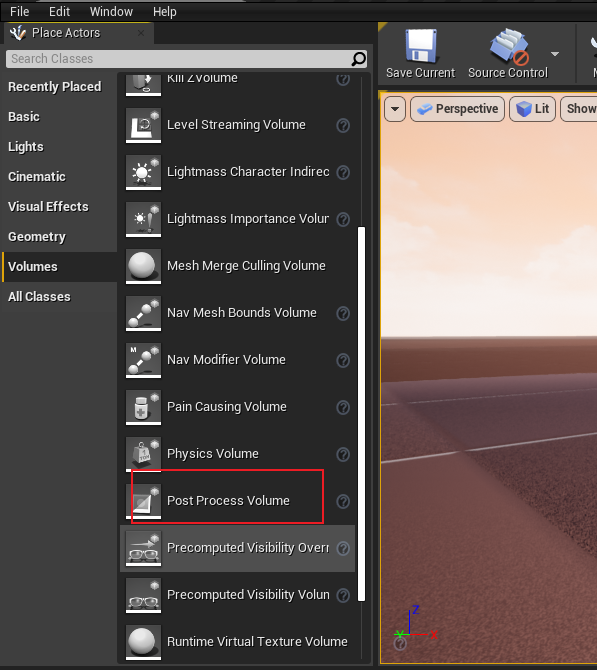 File Edit Window Help
Place Actors
Search Classes
Recently Placed
Basic
Lights
Cinematic
Visual Effects
Geometry
Volumes
All Classes
Kill ZVolume
Level Streaming Volume
Lightmass Character Indirec
Lightmass Importance Volur
Mesh Merge Culling Volume
Nav Mesh Bounds Volume
Nav Modifier Volume
Pain Causing Volume
Physics Volume
Post Process Volume
Precomputed Visibility Overr
Precomputed Visibility Volun
Runtime Virtual Texture Volume
Save Current Source Control
Perspective Lit Show
Z
Y X